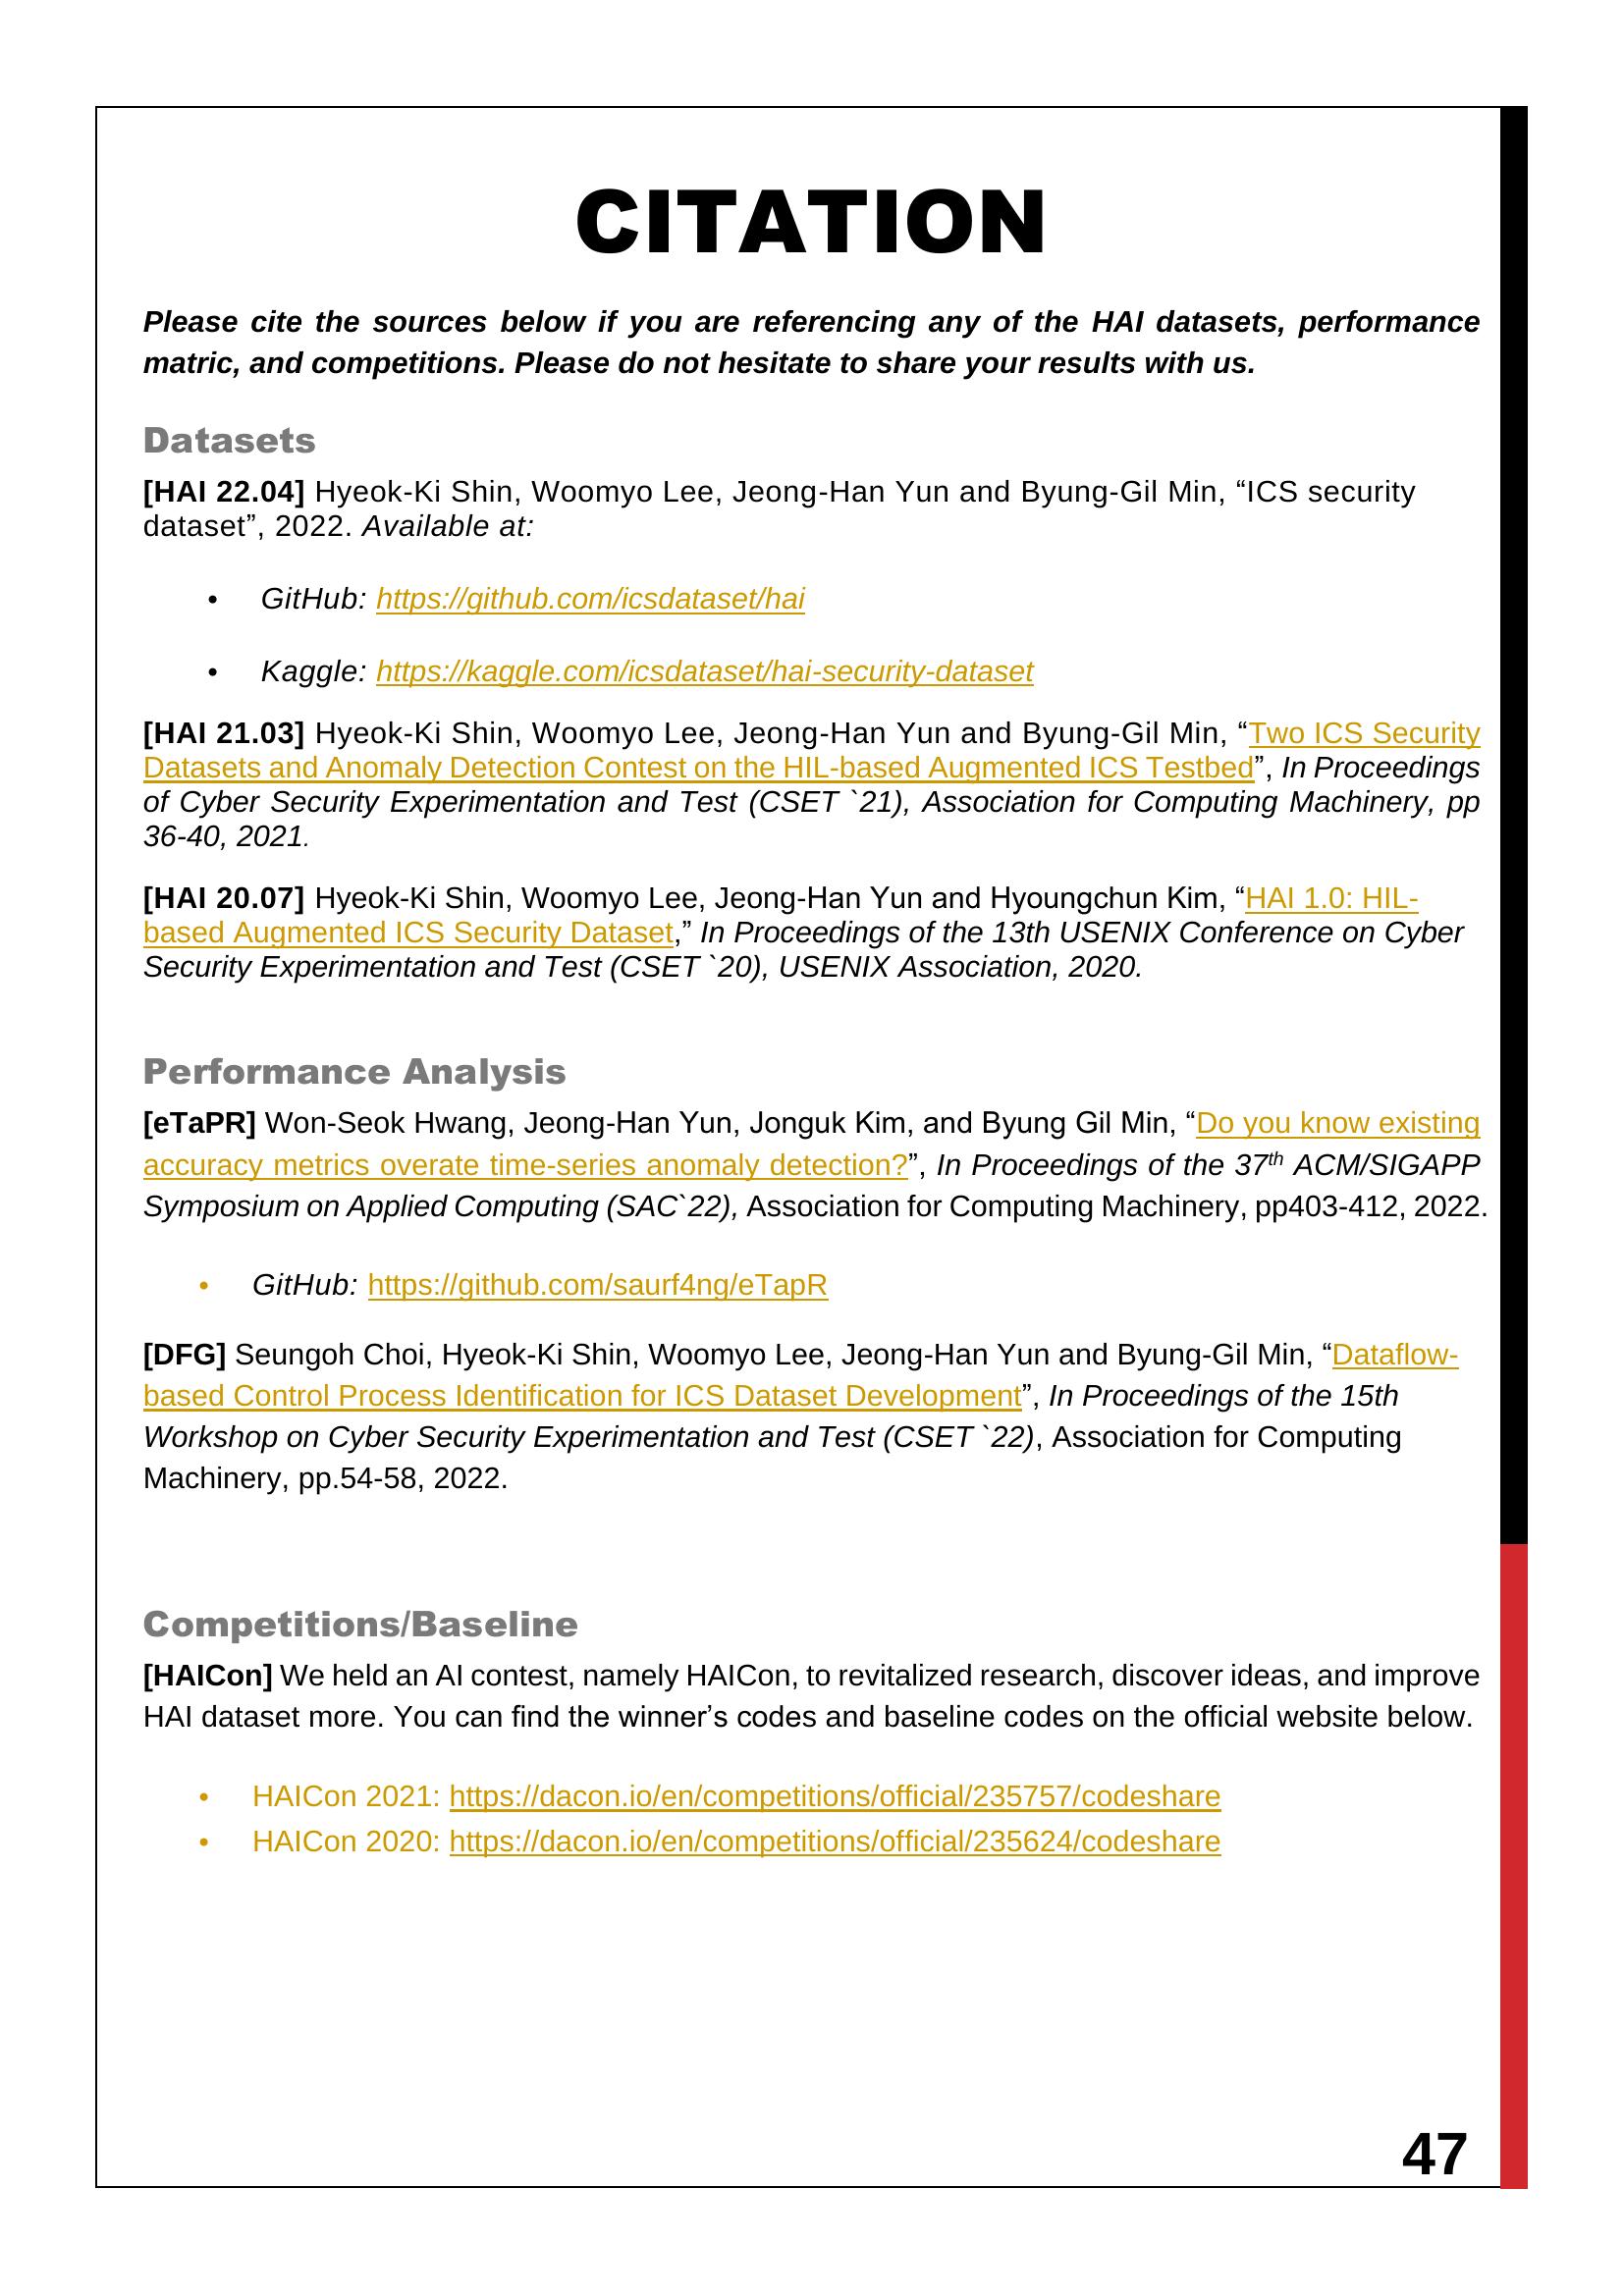 CITATION
Please cite the sources below if you are referencing any of the HAI datasets, performance
matric, and competitions. Please do not hesitate to share your results with us.
Datasets
[HAI 22.04] Hyeok-Ki Shin, Woomyo Lee, Jeong-Han Yun and Byung-Gil Min, “ICS security
dataset”, 2022. Available at:
• GitHub: https://github.com/icsdataset/hai
• Kaggle: https://kaggle.com/icsdataset/hai-security-dataset
[HAI 21.03] Hyeok-Ki Shin, Woomyo Lee, Jeong-Han Yun and Byung-Gil Min, “Two ICS Security
Datasets and Anomaly Detection Contest on the HIL-based Augmented ICS Testbed”, In Proceedings
of Cyber Security Experimentation and Test (CSET `21), Association for Computing Machinery, pp
36-40, 2021.
[HAI 20.07] Hyeok-Ki Shin, Woomyo Lee, Jeong-Han Yun and Hyoungchun Kim, “HAI 1.0: HIL-
based Augmented ICS Security Dataset,” In Proceedings of the 13th USENIX Conference on Cyber
Security Experimentation and Test (CSET `20), USENIX Association, 2020.
Performance Analysis
[eTaPR] Won-Seok Hwang, Jeong-Han Yun, Jonguk Kim, and Byung Gil Min, “Do you know existing
accuracy metrics overate time-series anomaly detection?”, In Proceedings of the 37th ACM/SIGAPP
Symposium on Applied Computing (SAC`22), Association for Computing Machinery, pp403-412, 2022.
• GitHub: https://github.com/saurf4ng/eTapR
[DFG] Seungoh Choi, Hyeok-Ki Shin, Woomyo Lee, Jeong-Han Yun and Byung-Gil Min, “Dataflow-
based Control Process Identification for ICS Dataset Development”, In Proceedings of the 15th
Workshop on Cyber Security Experimentation and Test (CSET `22), Association for Computing
Machinery, pp.54-58, 2022.
Competitions/Baseline
[HAICon] We held an AI contest, namely HAICon, to revitalized research, discover ideas, and improve
HAI dataset more. You can find the winner’s codes and baseline codes on the official website below.
• HAICon 2021: https://dacon.io/en/competitions/official/235757/codeshare
• HAICon 2020: https://dacon.io/en/competitions/official/235624/codeshare
47